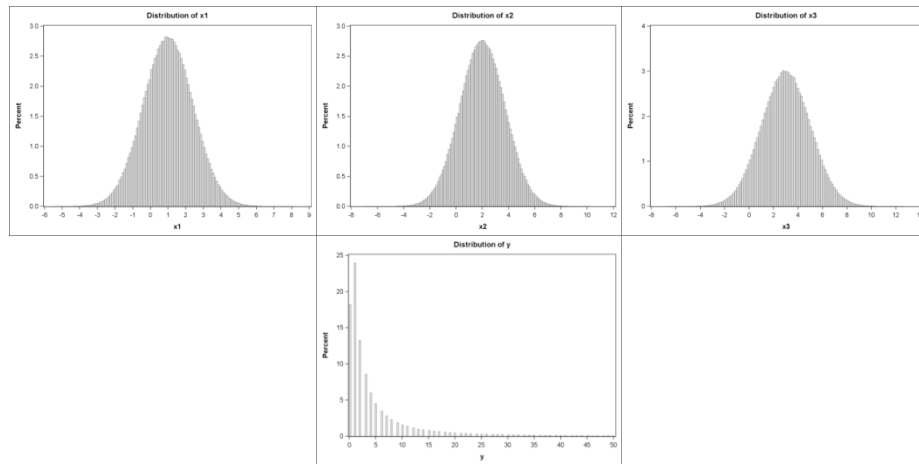 Distribution of x1
3.0
2.5
2.0
1.5
1.0
0.5
0.0
Percent
-6 -5 -4 -3 -2 -1 0 1 2 3 4 5 6 7 8 9
x1
Distribution of x2
3.0
2.5
2.0
1.5
1.0
0.5
0.0
Percent
-8 -6 -4 -2 0 2 4 6 8 10 12
x2
Distribution of x3
4
3
2
1
0
Percent
-8 -6 -4 -2 0 2 4 6 8 10 12
x3
Distribution of y
25
20
15
10
5
0
Percent
0 5 10 15 20 25 30 35 40 45 50
y